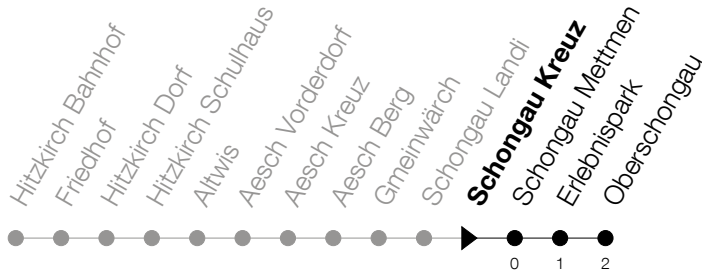 Hitzkirch Bahnhof
Friedhof
Hitzkirch Dorf
Hitzkirch Schulhaus
Altwis
Aesch Vorderdorf
Aesch Kreuz
Aesch Berg
Gmeinwärch
Schongau Landi
Schongau Kreuz
Schongau Mettmen
Erlebnispark
Oberschongau
0 1 2